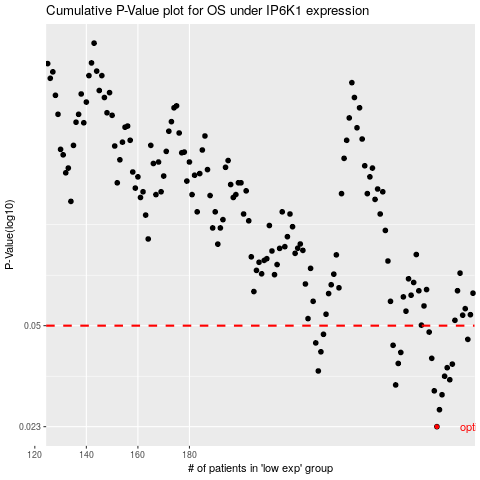 Cumulative P-Value plot for OS under IP6K1 expression
P-Value(log10)
0.05
0.023
opt
120 140 160 180
# of patients in 'low exp' group